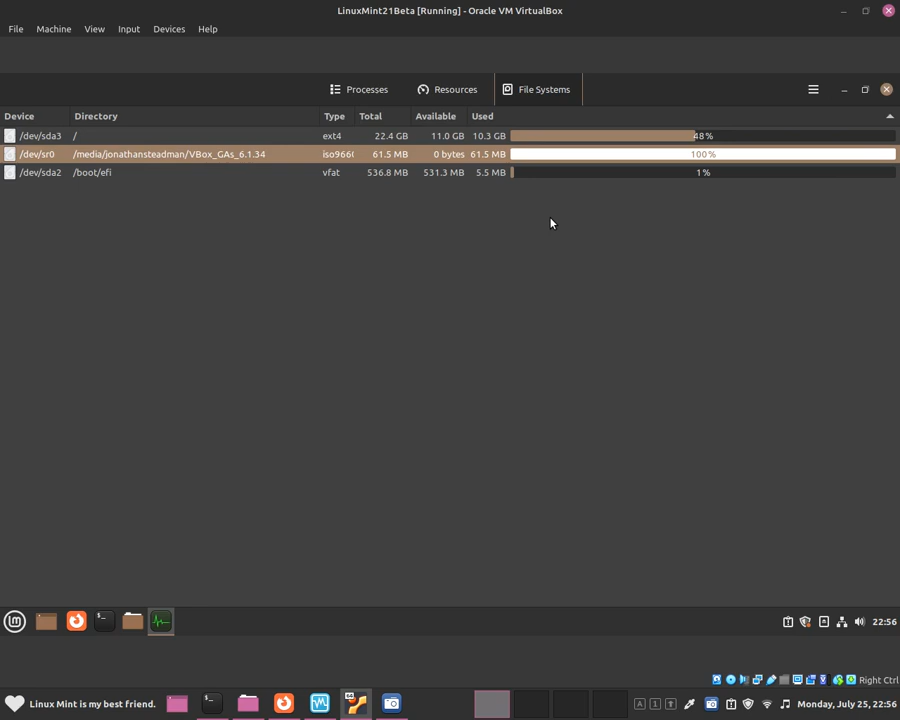 LinuxMint21Beta [Running] - Oracle VM VirtualBox
File Machine View Input Devices Help
Processes Resources File Systems
Device Directory Type Total Available Used
/dev/sda3 / ext4 22.4 GB 11.0 GB 10.3 GB 48%
/dev/sr0 /media/jonathansteadman/VBox_GAs_6.1.34 iso966 61.5 MB 0 bytes 61.5 MB 100%
/dev/sda2 /boot/efi vfat 536.8 MB 531.3 MB 5.5 MB 1%
22:56
Right Ctrl
Linux Mint is my best friend. A 1 Monday, July 25, 22:56